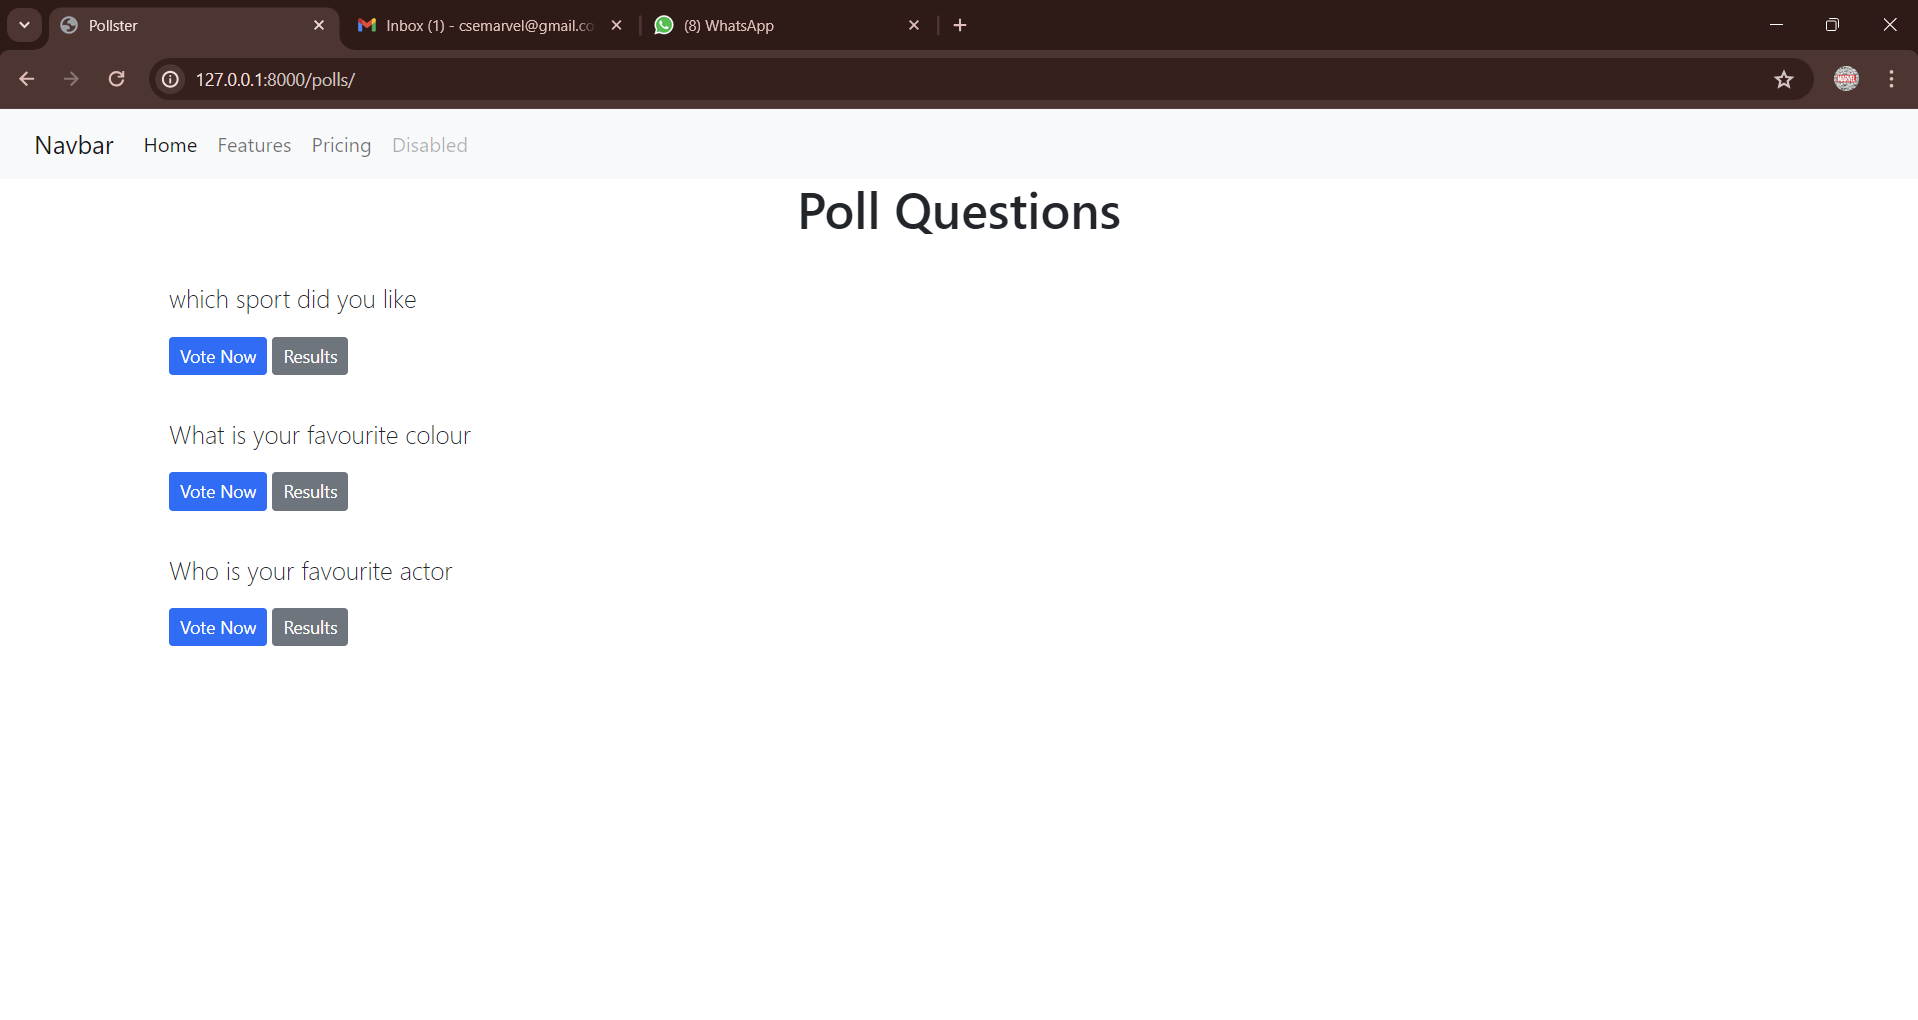 Pollster
Inbox (1) - csemarvel@gmail.co
(8) WhatsApp
127.0.0.1:8000/polls/
MARVEL
Navbar Home Features Pricing Disabled
Poll Questions
which sport did you like
Vote Now Results
What is your favourite colour
Vote Now Results
Who is your favourite actor
Vote Now Results